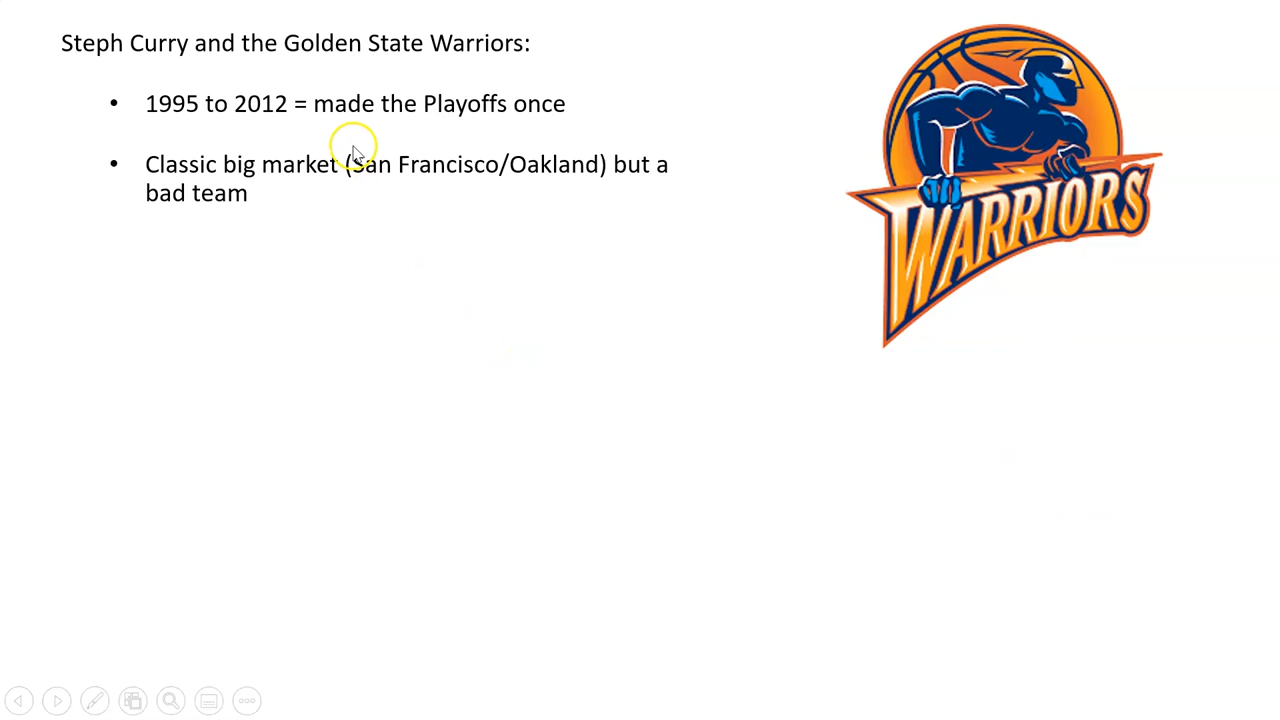 Steph Curry and the Golden State Warriors:
• 1995 to 2012 = made the Playoffs once
• Classic big market (San Francisco/Oakland) but a
bad team
WARRIORS